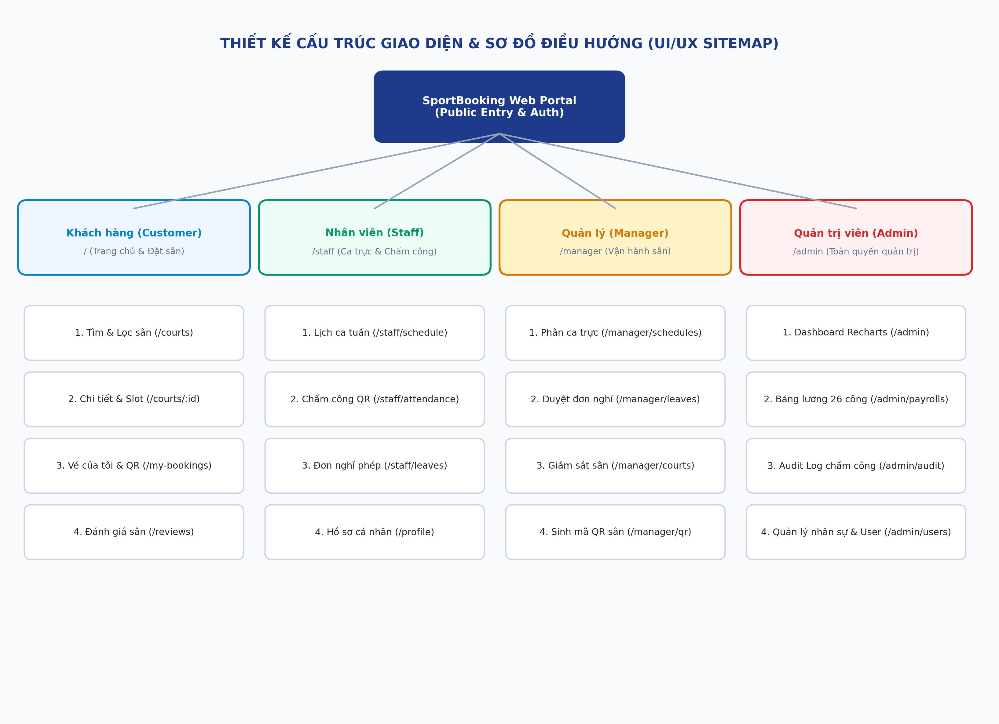 THIẾT KẾ CẤU TRÚC GIAO DIỆN & SƠ ĐỒ ĐIỀU HƯỚNG (UI/UX SITEMAP)
SportBooking Web Portal
(Public Entry & Auth)
Khách hàng (Customer)
/ (Trang chủ & Đặt sân)
Nhân viên (Staff)
/staff (Ca trực & Chấm công)
Quản lý (Manager)
/manager (Vận hành sân)
Quản trị viên (Admin)
/admin (Toàn quyền quản trị)
1. Tìm & Lọc sân (/courts)
2. Chi tiết & Slot (/courts/:id)
3. Vé của tôi & QR (/my-bookings)
4. Đánh giá sân (/reviews)
1. Lịch ca tuần (/staff/schedule)
2. Chấm công QR (/staff/attendance)
3. Đơn nghỉ phép (/staff/leaves)
4. Hồ sơ cá nhân (/profile)
1. Phân ca trực (/manager/schedules)
2. Duyệt đơn nghỉ (/manager/leaves)
3. Giám sát sân (/manager/courts)
4. Sinh mã QR sân (/manager/qr)
1. Dashboard Recharts (/admin)
2. Bảng lương 26 công (/admin/payrolls)
3. Audit Log chấm công (/admin/audit)
4. Quản lý nhân sự & User (/admin/users)